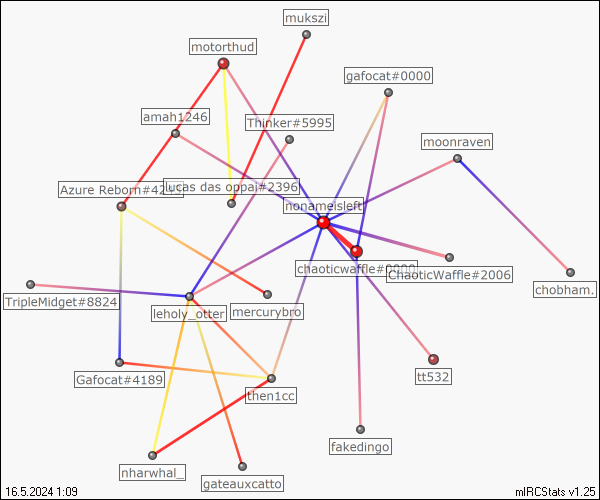 mukszi
motorthud
gafocat#0000
amah1246
Thinker#5995
moonraven
Azure Reborn#4243
lucas das oppai#2396
nonameisleft
chaoticwaffle#0000
ChaoticWaffle#2006
chobham.
TripleMidget#8824
leholy_otter
mercurybro
Gafocat#4189
tt532
then1cc
fakedingo
nharwhal_
gateauxcatto
16.5.2024 1:09
mIRCStats v1.25